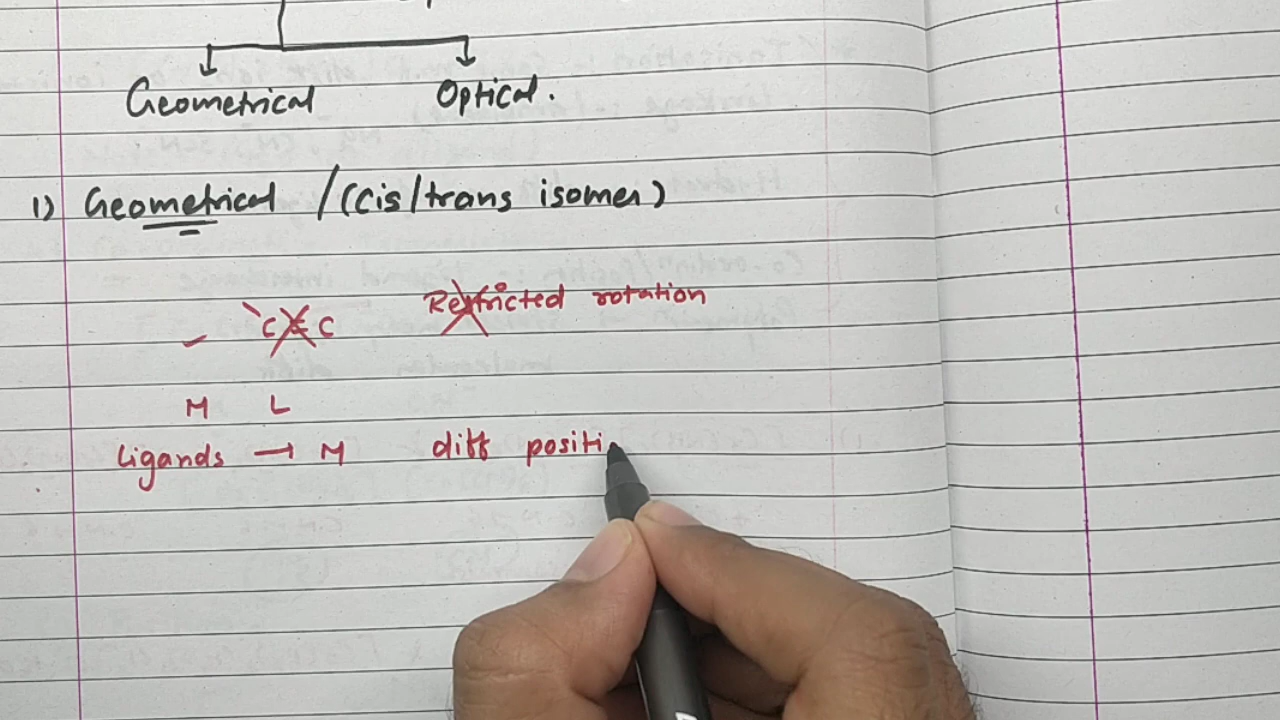 Geometrical Optical.
1) Geometrical /(cis/trans isomer)
C=C Restricted rotation
M L
Ligands → M diff positi